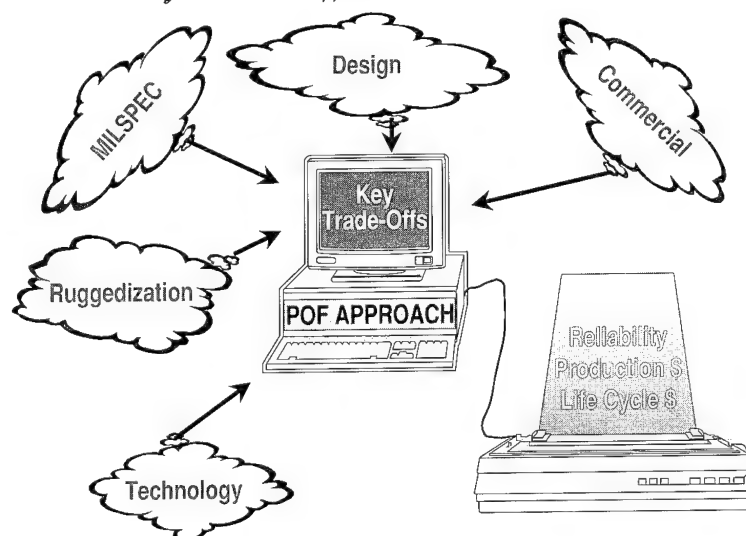 Design
MILSPEC
Commercial
Key
Trade-Offs
Ruggedization
POF APPROACH
Reliability
Production $
Life Cycle $
Technology